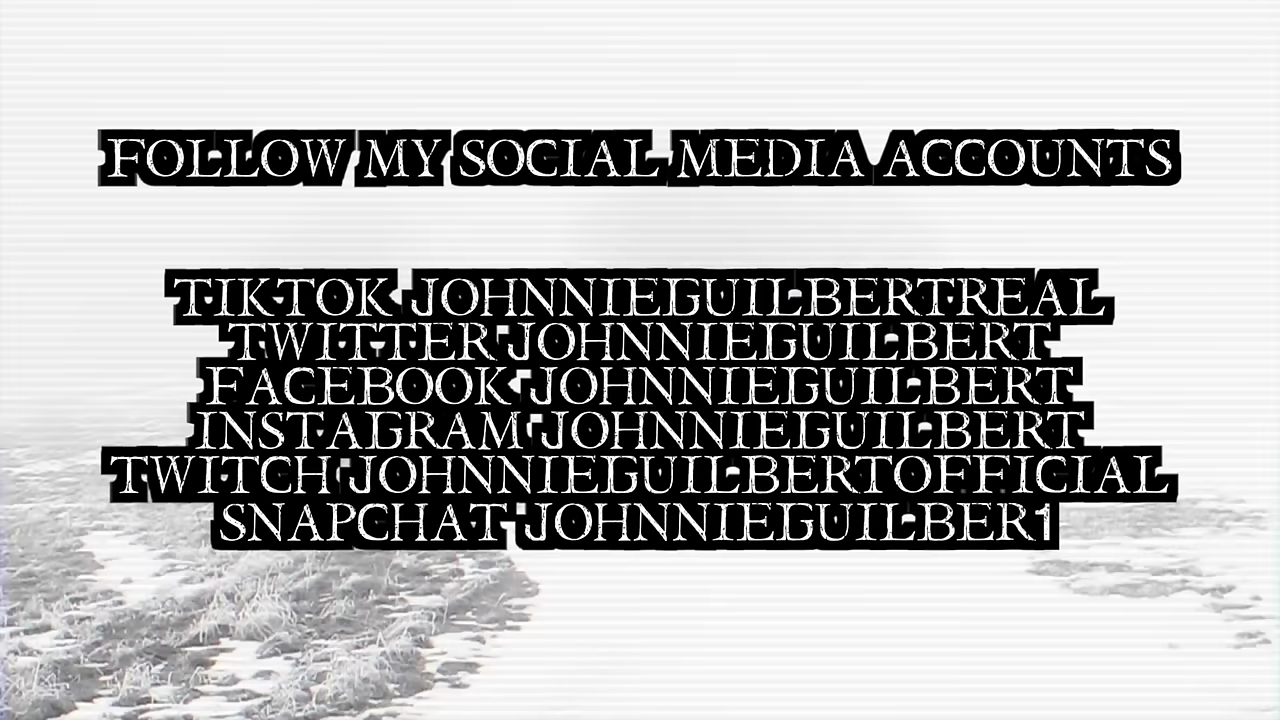 FOLLOW MY SOCIAL MEDIA ACCOUNTS
TIKTOK JOHNNIEGUILBERTREAL
TWITTER JOHNNIEGUILBERT
FACEBOOK JOHNNIEGUILBERT
INSTAGRAM JOHNNIEGUILBERT
TWITCH JOHNNIEGUILBERTOFFICIAL
SNAPCHAT JOHNNIEGUILBER1